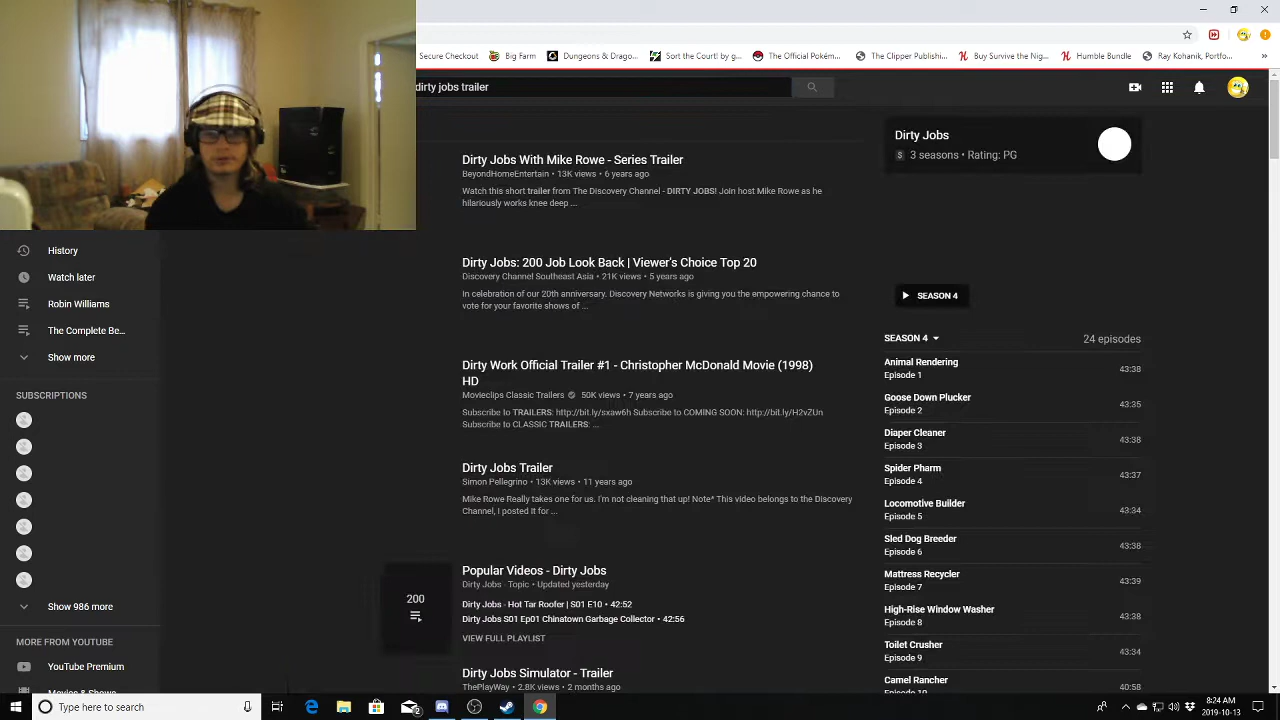 Secure Checkout
Big Farm
Dungeons & Drago...
Sort the Court! by g...
The Official Pokém...
The Clipper Publishi...
Buy Survive the Nig...
Humble Bundle
Ray Kohanik, Portfo...
dirty jobs trailer
Dirty Jobs With Mike Rowe - Series Trailer
BeyondHomeEntertain • 13K views • 6 years ago
Watch this short trailer from The Discovery Channel - DIRTY JOBS! Join host Mike Rowe as he
hilariously works knee deep ...
Dirty Jobs: 200 Job Look Back | Viewer's Choice Top 20
Discovery Channel Southeast Asia • 21K views • 5 years ago
In celebration of our 20th anniversary. Discovery Networks is giving you the empowering chance to
vote for your favorite shows of ...
Dirty Work Official Trailer #1 - Christopher McDonald Movie (1998)
HD
Movieclips Classic Trailers 50K views • 7 years ago
Subscribe to TRAILERS: http://bit.ly/sxaw6h Subscribe to COMING SOON: http://bit.ly/H2vZUn
Subscribe to CLASSIC TRAILERS: ...
Dirty Jobs Trailer
Simon Pellegrino • 13K views • 11 years ago
Mike Rowe Really takes one for us. I'm not cleaning that up! Note* This video belongs to the Discovery
Channel, I posted It for ...
200
Popular Videos - Dirty Jobs
Dirty Jobs - Topic • Updated yesterday
Dirty Jobs - Hot Tar Roofer | S01 E10 • 42:52
Dirty Jobs S01 Ep01 Chinatown Garbage Collector • 42:56
VIEW FULL PLAYLIST
Dirty Jobs Simulator - Trailer
ThePlayWay • 2.8K views • 2 months ago
Dirty Jobs
S 3 seasons • Rating: PG
SEASON 4
SEASON 4
24 episodes
Animal Rendering
Episode 1
43:38
Goose Down Plucker
Episode 2
43:35
Diaper Cleaner
Episode 3
43:38
Spider Pharm
Episode 4
43:37
Locomotive Builder
Episode 5
43:34
Sled Dog Breeder
Episode 6
43:38
Mattress Recycler
Episode 7
43:39
High-Rise Window Washer
Episode 8
43:38
Toilet Crusher
Episode 9
43:34
Camel Rancher
Episode 10
40:58
History
Watch later
Robin Williams
The Complete Be...
Show more
SUBSCRIPTIONS
Show 986 more
MORE FROM YOUTUBE
YouTube Premium
Movies & Shows
Type here to search
2
8:24 AM
2019-10-13